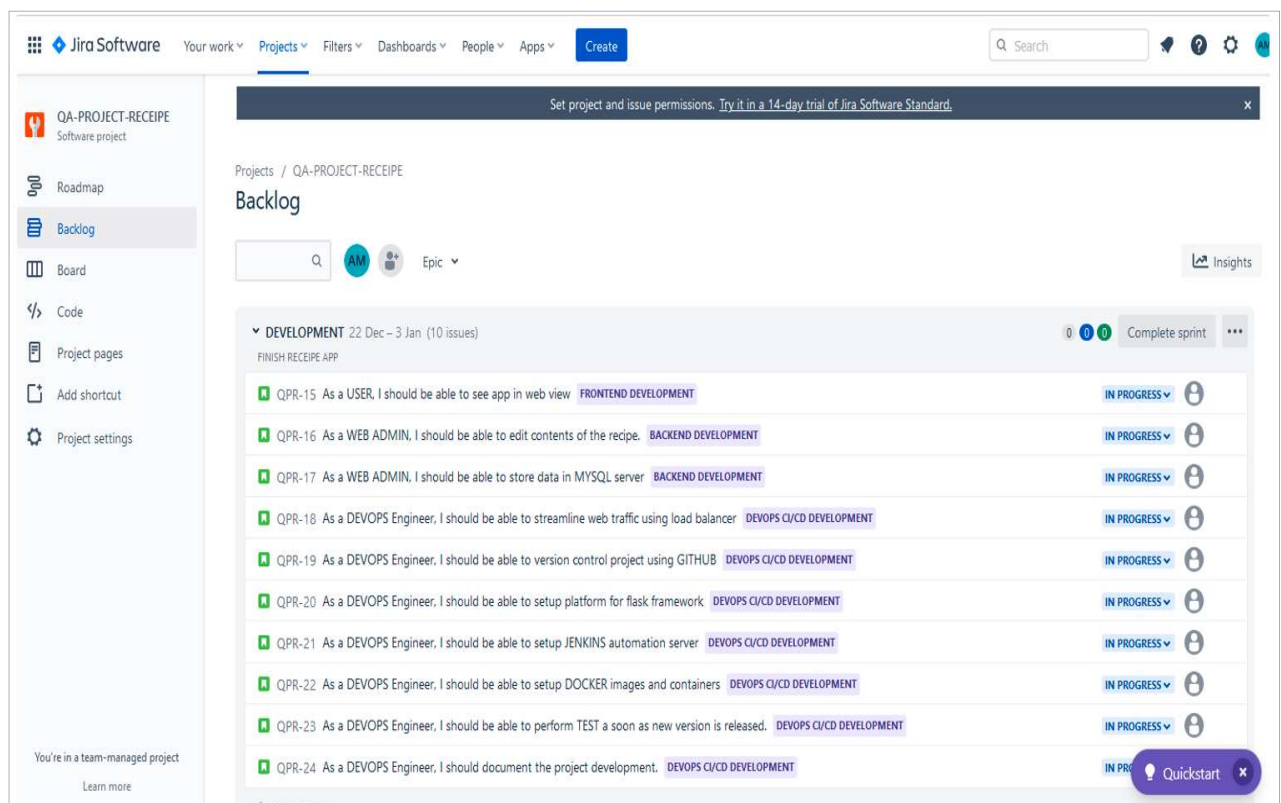 Jira Software Your work Projects Filters Dashboards People Apps Create Search AM
QA-PROJECT-RECEIPE
Software project
Roadmap
Backlog
Board
Code
Project pages
Add shortcut
Project settings
You're in a team-managed project
Learn more
Set project and issue permissions. Try it in a 14-day trial of Jira Software Standard. x
Projects / QA-PROJECT-RECEIPE
Backlog
AM Epic Insights
DEVELOPMENT 22 Dec – 3 Jan (10 issues) 0 0 0 Complete sprint •••
FINISH RECEIPE APP
QPR-15 As a USER, I should be able to see app in web view FRONTEND DEVELOPMENT IN PROGRESS
QPR-16 As a WEB ADMIN, I should be able to edit contents of the recipe. BACKEND DEVELOPMENT IN PROGRESS
QPR-17 As a WEB ADMIN, I should be able to store data in MYSQL server BACKEND DEVELOPMENT IN PROGRESS
QPR-18 As a DEVOPS Engineer, I should be able to streamline web traffic using load balancer DEVOPS CI/CD DEVELOPMENT IN PROGRESS
QPR-19 As a DEVOPS Engineer, I should be able to version control project using GITHUB DEVOPS CI/CD DEVELOPMENT IN PROGRESS
QPR-20 As a DEVOPS Engineer, I should be able to setup platform for flask framework DEVOPS CI/CD DEVELOPMENT IN PROGRESS
QPR-21 As a DEVOPS Engineer, I should be able to setup JENKINS automation server DEVOPS CI/CD DEVELOPMENT IN PROGRESS
QPR-22 As a DEVOPS Engineer, I should be able to setup DOCKER images and containers DEVOPS CI/CD DEVELOPMENT IN PROGRESS
QPR-23 As a DEVOPS Engineer, I should be able to perform TEST a soon as new version is released. DEVOPS CI/CD DEVELOPMENT IN PROGRESS
QPR-24 As a DEVOPS Engineer, I should document the project development. DEVOPS CI/CD DEVELOPMENT IN PRO
Quickstart x